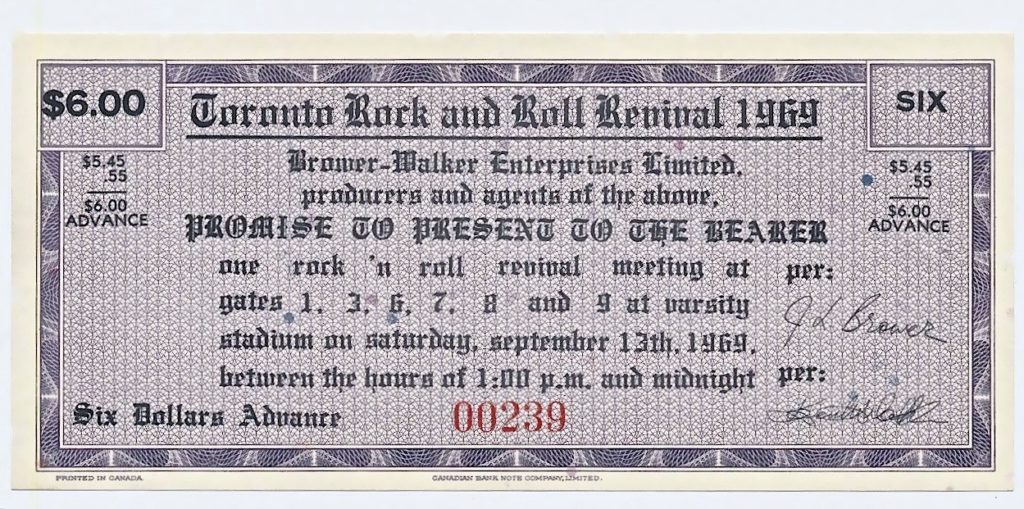 $6.00
Toronto Rock and Roll Revival 1969
SIX
$5.45
.55
$6.00
ADVANCE
Brower-Walker Enterprises Limited,
producers and agents of the above,
PROMISE TO PRESENT TO THE BEARER
one rock 'n roll revival meeting at
gates 1, 3, 6, 7, 8 and 9 at varsity
stadium on saturday, september 13th, 1969,
between the hours of 1:00 p.m. and midnight
$5.45
.55
$6.00
ADVANCE
per:
J L Brower
per:
Six Dollars Advance
00239
PRINTED IN CANADA
CANADIAN BANK NOTE COMPANY, LIMITED.